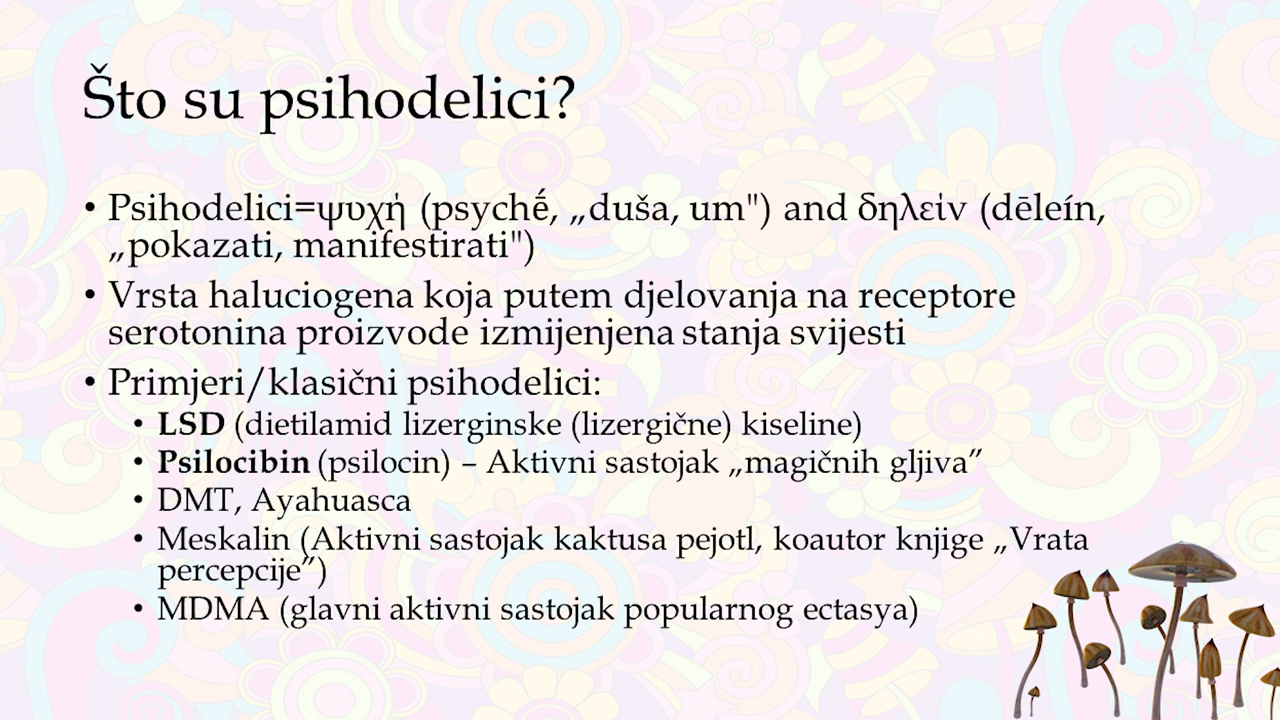 Što su psihodelici?
• Psihodelici=ψυχή (psychḗ, „duša, um") and δηλείν (dēleín,
„pokazati, manifestirati")
• Vrsta haluciogena koja putem djelovanja na receptore
serotonina proizvode izmijenjena stanja svijesti
• Primjeri/klasični psihodelici:
• LSD (dietilamid lizerginske (lizergične) kiseline)
• Psilocibin (psilocin) – Aktivni sastojak „magičnih gljiva”
• DMT, Ayahuasca
• Meskalin (Aktivni sastojak kaktusa pejotl, koautor knjige „Vrata
percepcije”)
• MDMA (glavni aktivni sastojak popularnog ectasya)